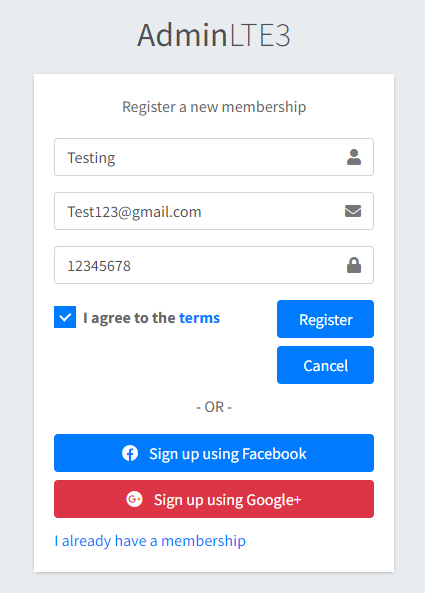 AdminLTE3
Register a new membership
Testing
Test123@gmail.com
12345678
I agree to the terms
Register
Cancel
- OR -
Sign up using Facebook
Sign up using Google+
I already have a membership